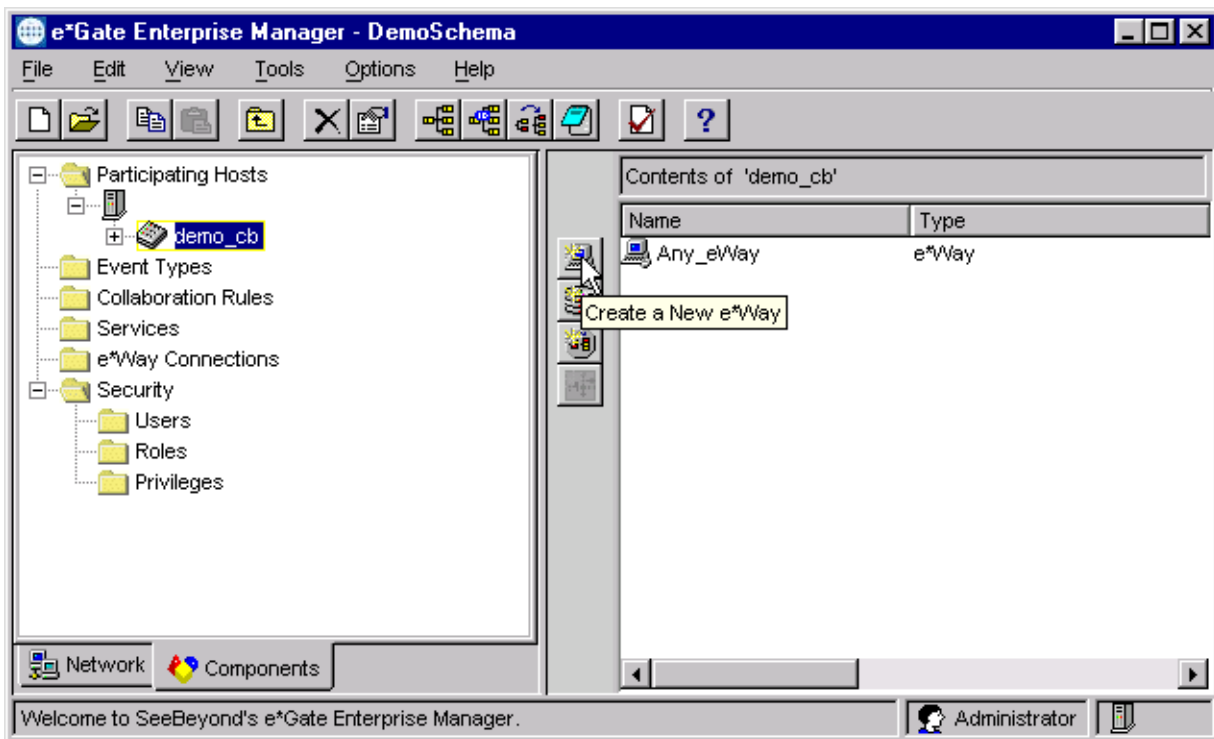 e*Gate Enterprise Manager - DemoSchema
File Edit View Tools Options Help
Participating Hosts
demo_cb
Event Types
Collaboration Rules
Services
e*Way Connections
Security
Users
Roles
Privileges
Network Components
Contents of 'demo_cb'
Name Type
Any_eWay e*Way
Create a New e*Way
Welcome to SeeBeyond's e*Gate Enterprise Manager.
Administrator